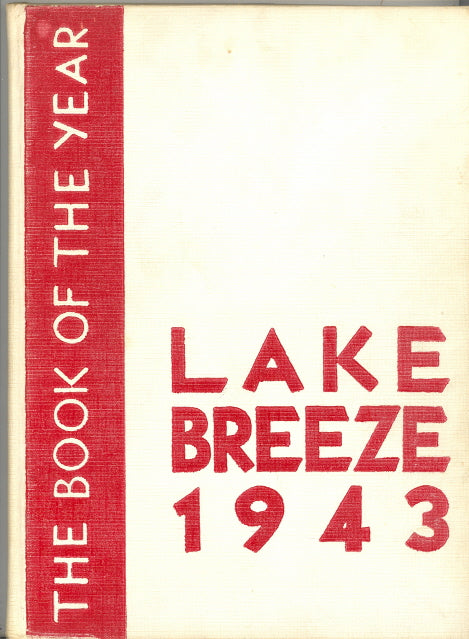 THE BOOK OF THE YEAR
LAKE
BREEZE
1943